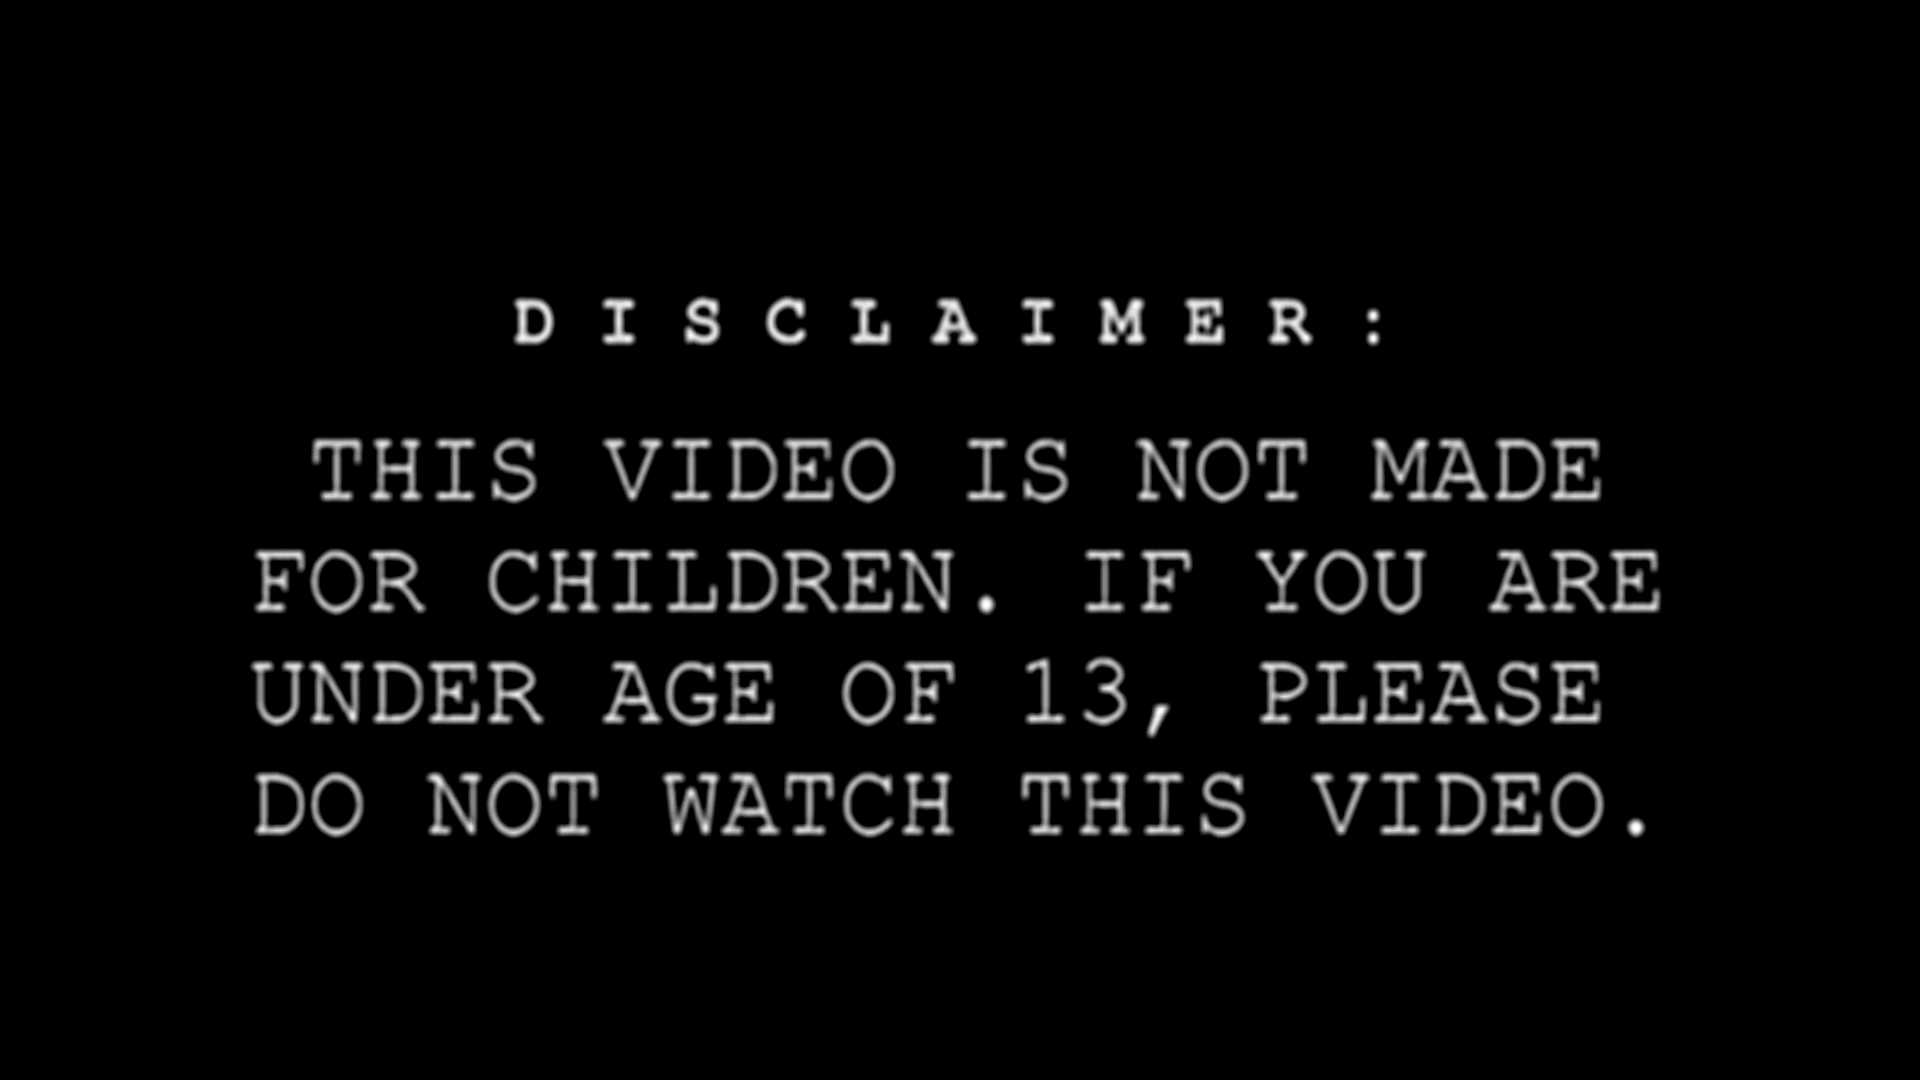 D I S C L A I M E R :
THIS VIDEO IS NOT MADE
FOR CHILDREN. IF YOU ARE
UNDER AGE OF 13, PLEASE
DO NOT WATCH THIS VIDEO.